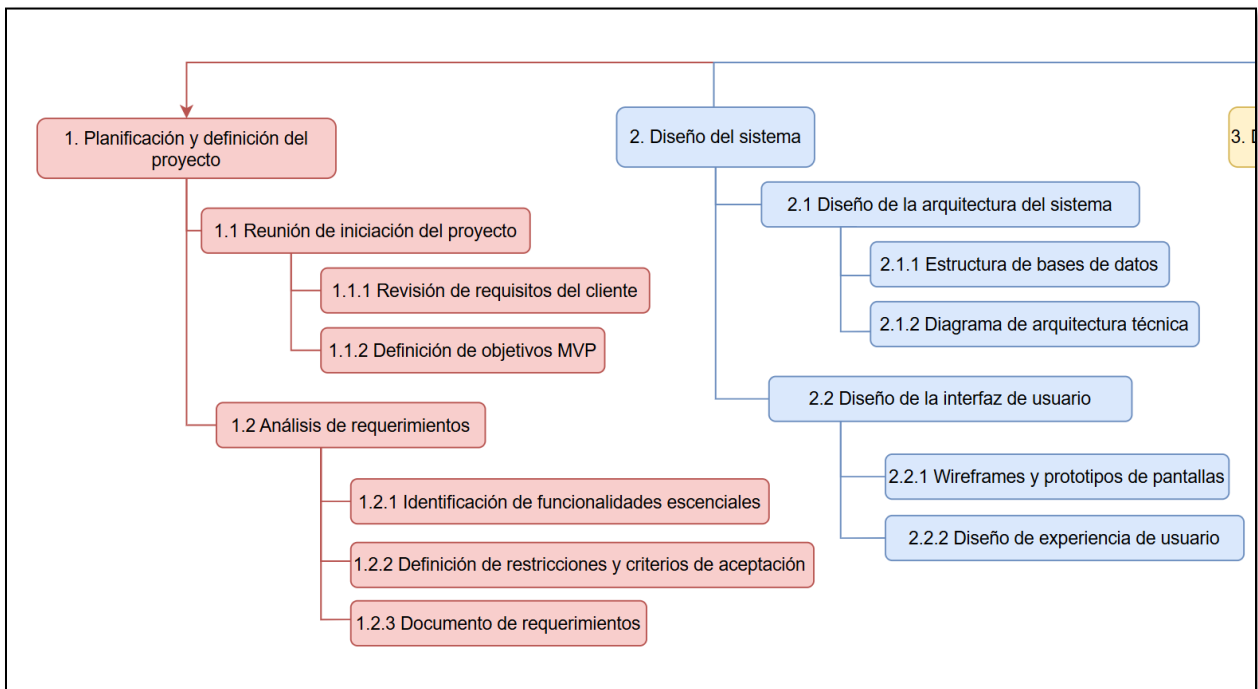 1. Planificación y definición del
proyecto
1.1 Reunión de iniciación del proyecto
1.1.1 Revisión de requisitos del cliente
1.1.2 Definición de objetivos MVP
1.2 Análisis de requerimientos
1.2.1 Identificación de funcionalidades escenciales
1.2.2 Definición de restricciones y criterios de aceptación
1.2.3 Documento de requerimientos
2. Diseño del sistema
2.1 Diseño de la arquitectura del sistema
2.1.1 Estructura de bases de datos
2.1.2 Diagrama de arquitectura técnica
2.2 Diseño de la interfaz de usuario
2.2.1 Wireframes y prototipos de pantallas
2.2.2 Diseño de experiencia de usuario
3.